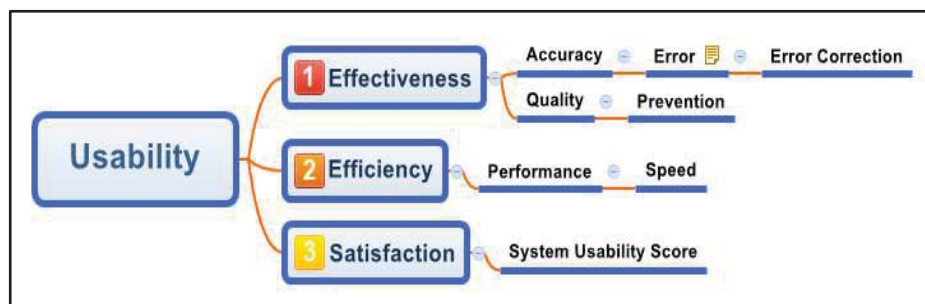 Usability
1 Effectiveness
Accuracy
Error
Error Correction
Quality
Prevention
2 Efficiency
Performance
Speed
3 Satisfaction
System Usability Score